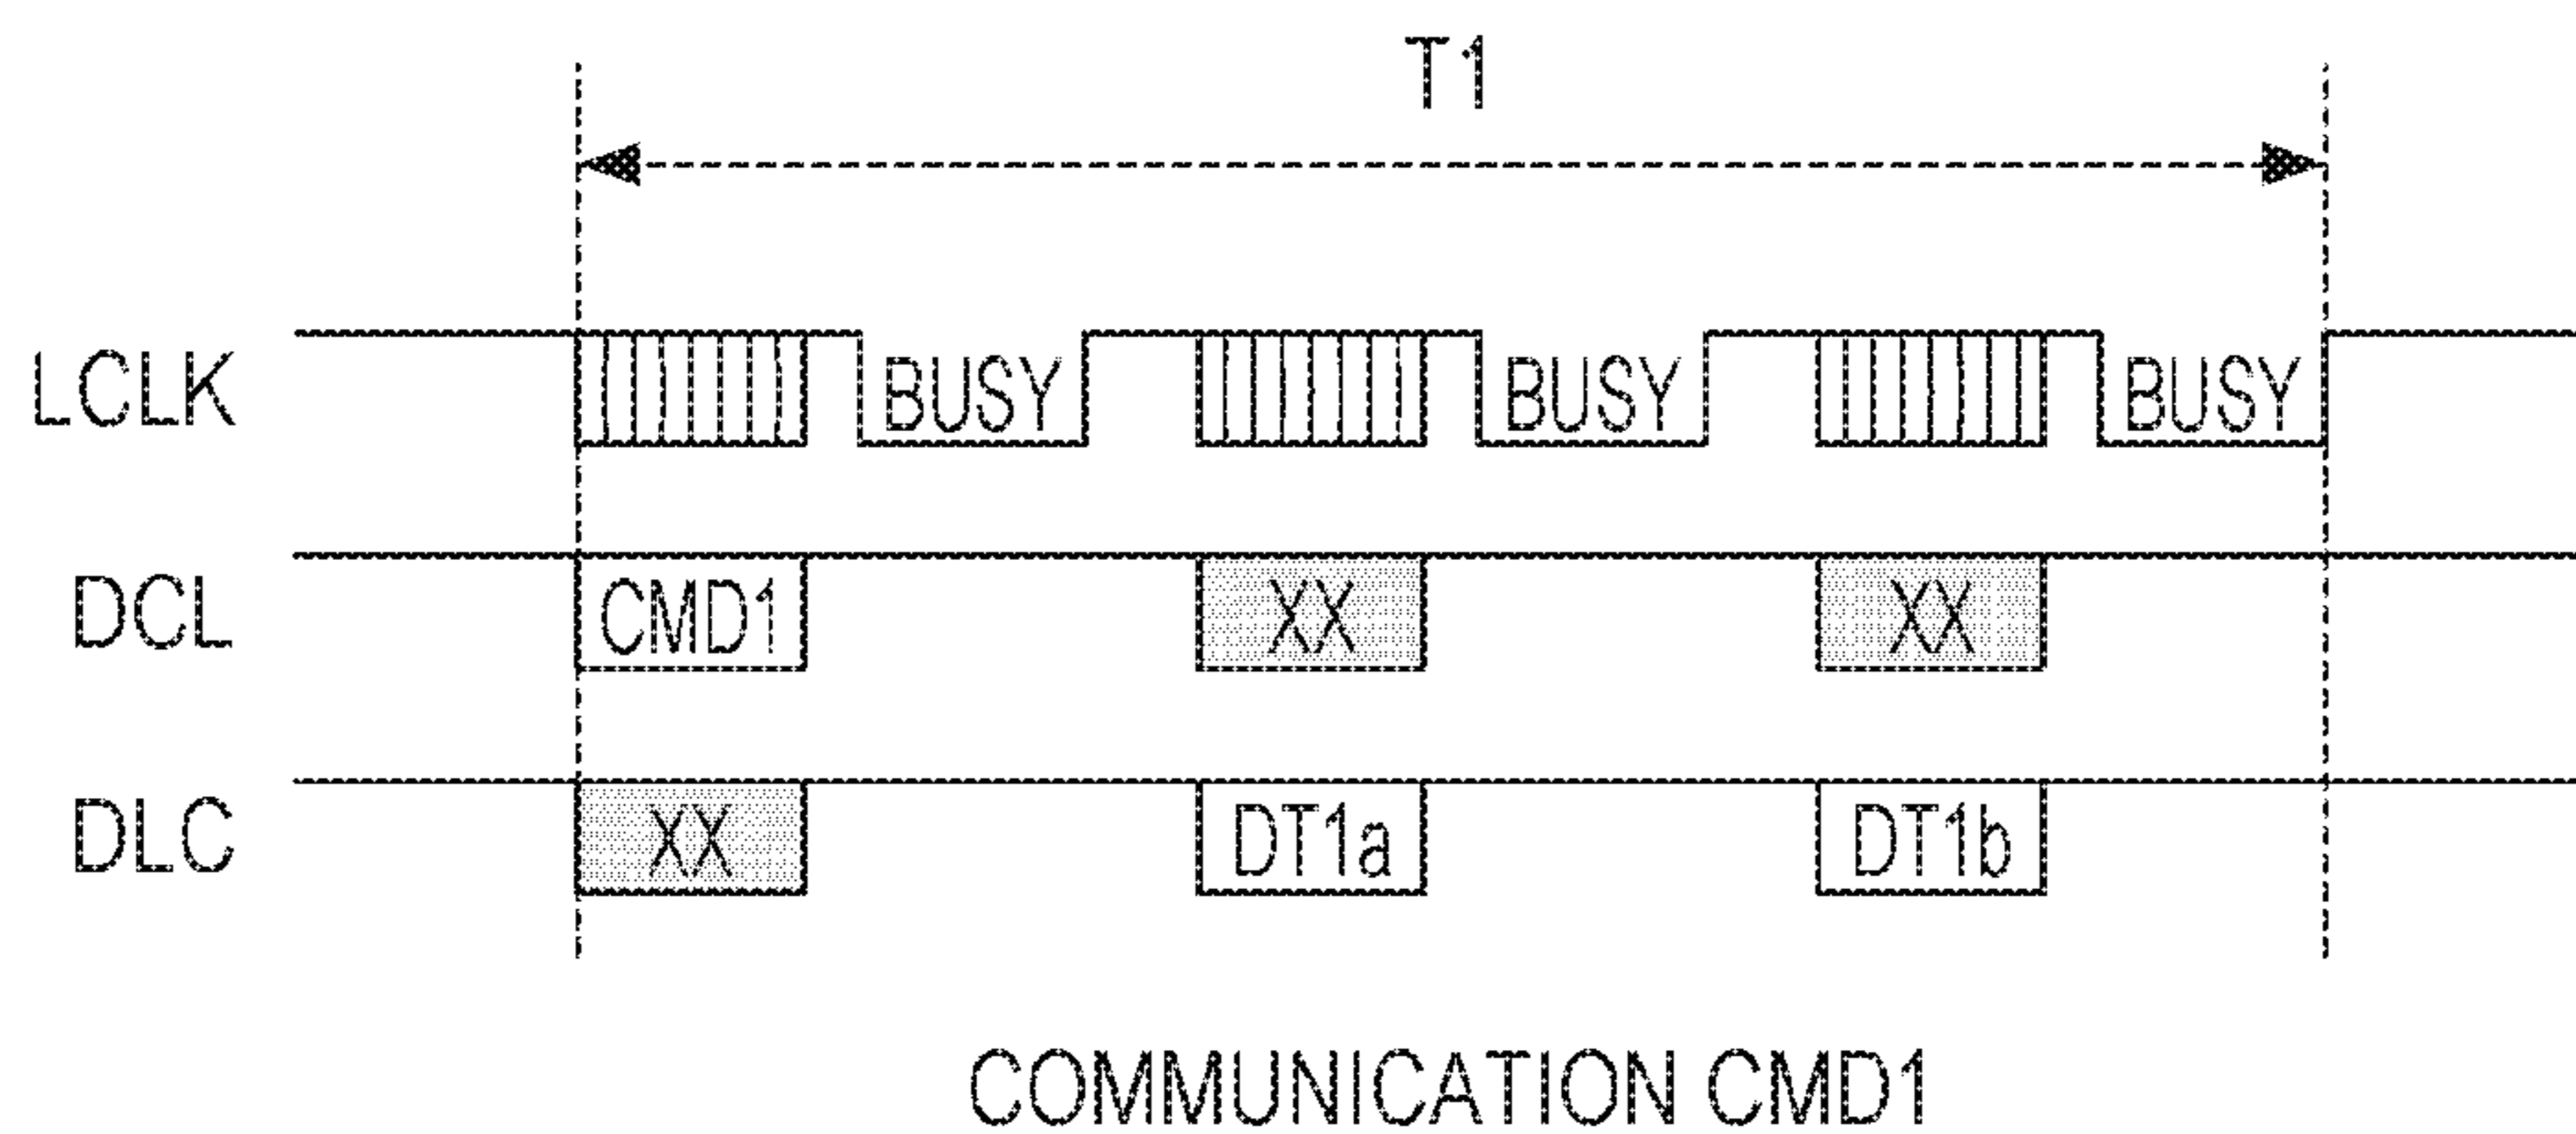 T1
LCLK BUSY BUSY BUSY
DCL CMD1 XX XX
DLC XX DT1a DT1b
COMMUNICATION CMD1